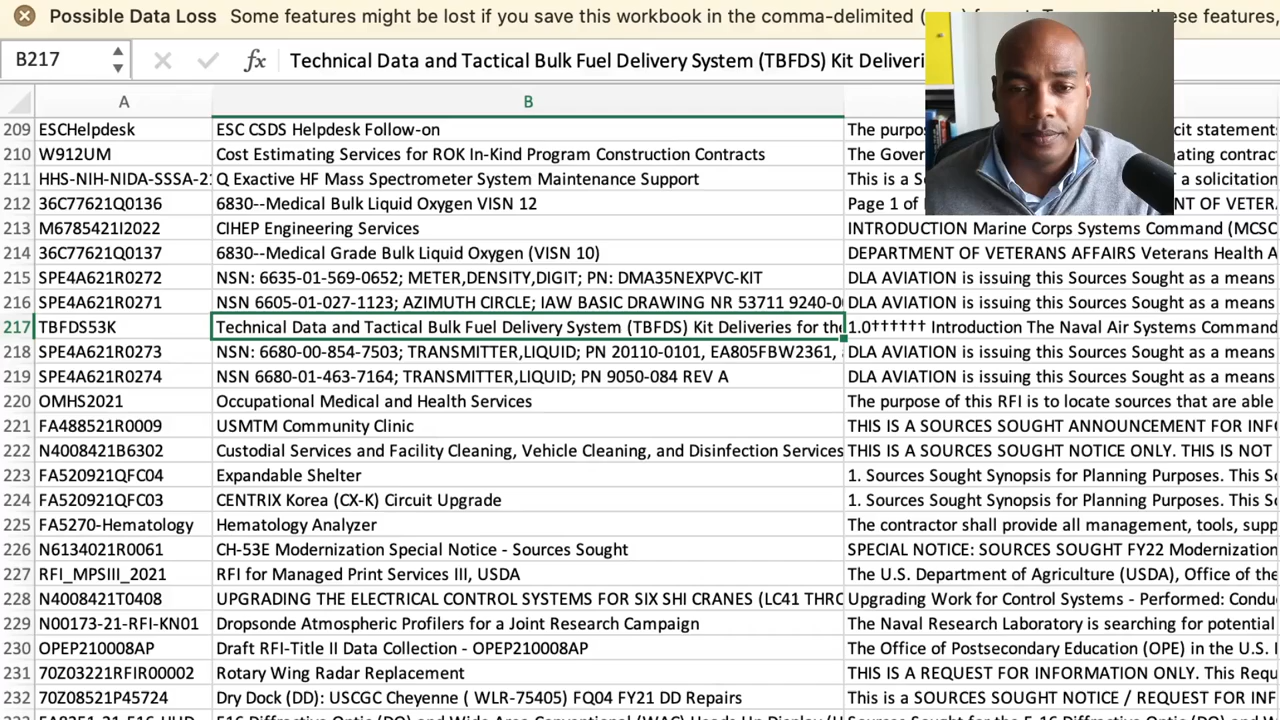 Possible Data Loss Some features might be lost if you save this workbook in the comma-delimited ( these features,
B217 fx Technical Data and Tactical Bulk Fuel Delivery System (TBFDS) Kit Deliveri
A B
209 ESCHelpdesk ESC CSDS Helpdesk Follow-on The purpo cit statement
210 W912UM Cost Estimating Services for ROK In-Kind Program Construction Contracts The Gover ating contrac
211 HHS-NIH-NIDA-SSSA-2 Q Exactive HF Mass Spectrometer System Maintenance Support This is a S a solicitation
212 36C77621Q0136 6830--Medical Bulk Liquid Oxygen VISN 12 Page 1 of NT OF VETER
213 M6785421I2022 CIHEP Engineering Services INTRODUCTION Marine Corps Systems Command (MCSC
214 36C77621Q0137 6830--Medical Grade Bulk Liquid Oxygen (VISN 10) DEPARTMENT OF VETERANS AFFAIRS Veterans Health A
215 SPE4A621R0272 NSN: 6635-01-569-0652; METER,DENSITY,DIGIT; PN: DMA35NEXPVC-KIT DLA AVIATION is issuing this Sources Sought as a means
216 SPE4A621R0271 NSN 6605-01-027-1123; AZIMUTH CIRCLE; IAW BASIC DRAWING NR 53711 9240-0 DLA AVIATION is issuing this Sources Sought as a means
217 TBFDS53K Technical Data and Tactical Bulk Fuel Delivery System (TBFDS) Kit Deliveries for the 1.0†††††† Introduction The Naval Air Systems Command
218 SPE4A621R0273 NSN: 6680-00-854-7503; TRANSMITTER,LIQUID; PN 20110-0101, EA805FBW2361, DLA AVIATION is issuing this Sources Sought as a means
219 SPE4A621R0274 NSN 6680-01-463-7164; TRANSMITTER,LIQUID; PN 9050-084 REV A DLA AVIATION is issuing this Sources Sought as a means
220 OMHS2021 Occupational Medical and Health Services The purpose of this RFI is to locate sources that are able
221 FA488521R0009 USMTM Community Clinic THIS IS A SOURCES SOUGHT ANNOUNCEMENT FOR INF
222 N4008421B6302 Custodial Services and Facility Cleaning, Vehicle Cleaning, and Disinfection Services THIS IS A SOURCES SOUGHT NOTICE ONLY. THIS IS NOT
223 FA520921QFC04 Expandable Shelter 1. Sources Sought Synopsis for Planning Purposes. This So
224 FA520921QFC03 CENTRIX Korea (CX-K) Circuit Upgrade 1. Sources Sought Synopsis for Planning Purposes. This So
225 FA5270-Hematology Hematology Analyzer The contractor shall provide all management, tools, supp
226 N6134021R0061 CH-53E Modernization Special Notice - Sources Sought SPECIAL NOTICE: SOURCES SOUGHT FY22 Modernization
227 RFI_MPSIII_2021 RFI for Managed Print Services III, USDA The U.S. Department of Agriculture (USDA), Office of the
228 N4008421T0408 UPGRADING THE ELECTRICAL CONTROL SYSTEMS FOR SIX SHI CRANES (LC41 THRO Upgrading Work for Control Systems - Performed: Condu
229 N00173-21-RFI-KN01 Dropsonde Atmospheric Profilers for a Joint Research Campaign The Naval Research Laboratory is searching for potential
230 OPEP210008AP Draft RFI-Title II Data Collection - OPEP210008AP The Office of Postsecondary Education (OPE) in the U.S.
231 70Z03221RFIR00002 Rotary Wing Radar Replacement THIS IS A REQUEST FOR INFORMATION ONLY. This Requ
232 70Z08521P45724 Dry Dock (DD): USCGC Cheyenne ( WLR-75405) FQ04 FY21 DD Repairs This is a SOURCES SOUGHT NOTICE / REQUEST FOR INF